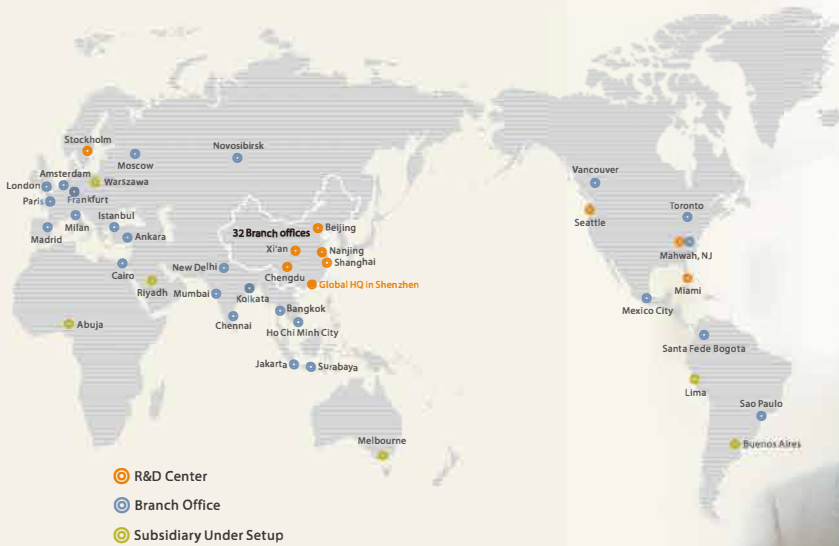 Stockholm
Novosibirsk
Moscow
Amsterdam
Warszawa
London
Frankfurt
Paris
Milan
Istanbul
Madrid
Ankara
32 Branch offices
Beijing
Xi'an
Nanjing
Shanghai
Chengdu
Global HQ in Shenzhen
Cairo
New Delhi
Riyadh
Mumbai
Kolkata
Chennai
Bangkok
Ho Chi Minh City
Abuja
Jakarta
Surabaya
Melbourne
Vancouver
Toronto
Seattle
Mahwah, NJ
Miami
Mexico City
Santa Fede Bogota
Lima
Sao Paulo
Buenos Aires
R&D Center
Branch Office
Subsidiary Under Setup